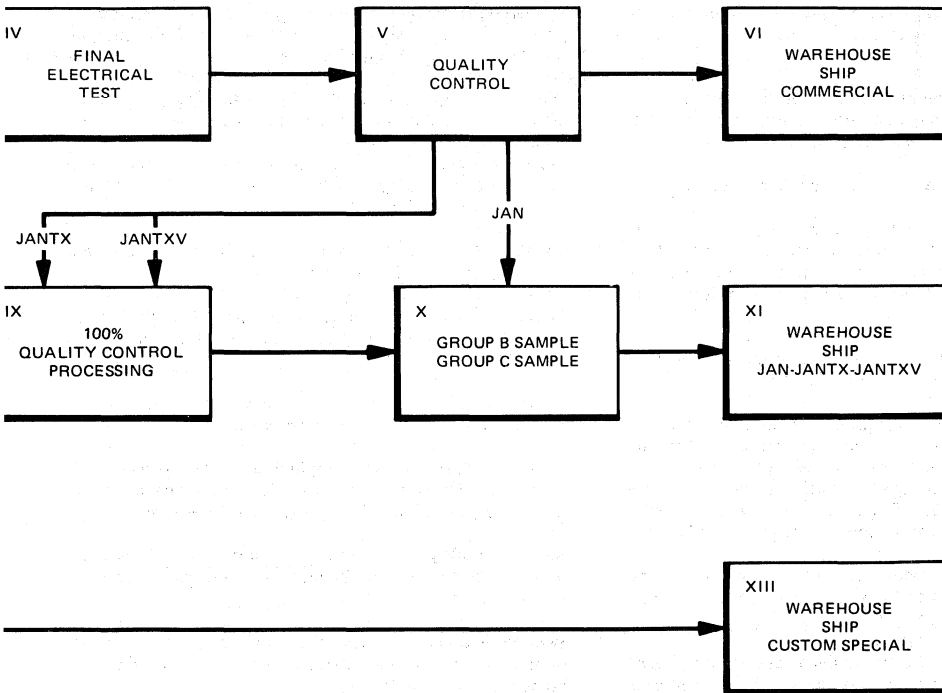 IV
FINAL
ELECTRICAL
TEST
V
QUALITY
CONTROL
VI
WAREHOUSE
SHIP
COMMERCIAL
JANTX
JANTXV
JAN
IX
100%
QUALITY CONTROL
PROCESSING
X
GROUP B SAMPLE
GROUP C SAMPLE
XI
WAREHOUSE
SHIP
JAN-JANTX-JANTXV
XIII
WAREHOUSE
SHIP
CUSTOM SPECIAL